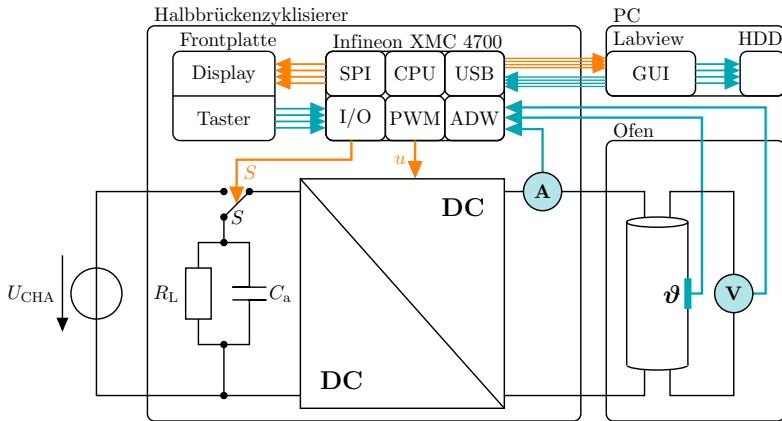 Halbbrückenzyklisierer
PC
Frontplatte
Infineon XMC 4700
Labview
HDD
Display
SPI
CPU
USB
GUI
Taster
I/O
PWM
ADW
Ofen
S
u
DC
A
S
U_CHA
R_L
C_a
ϑ
V
DC